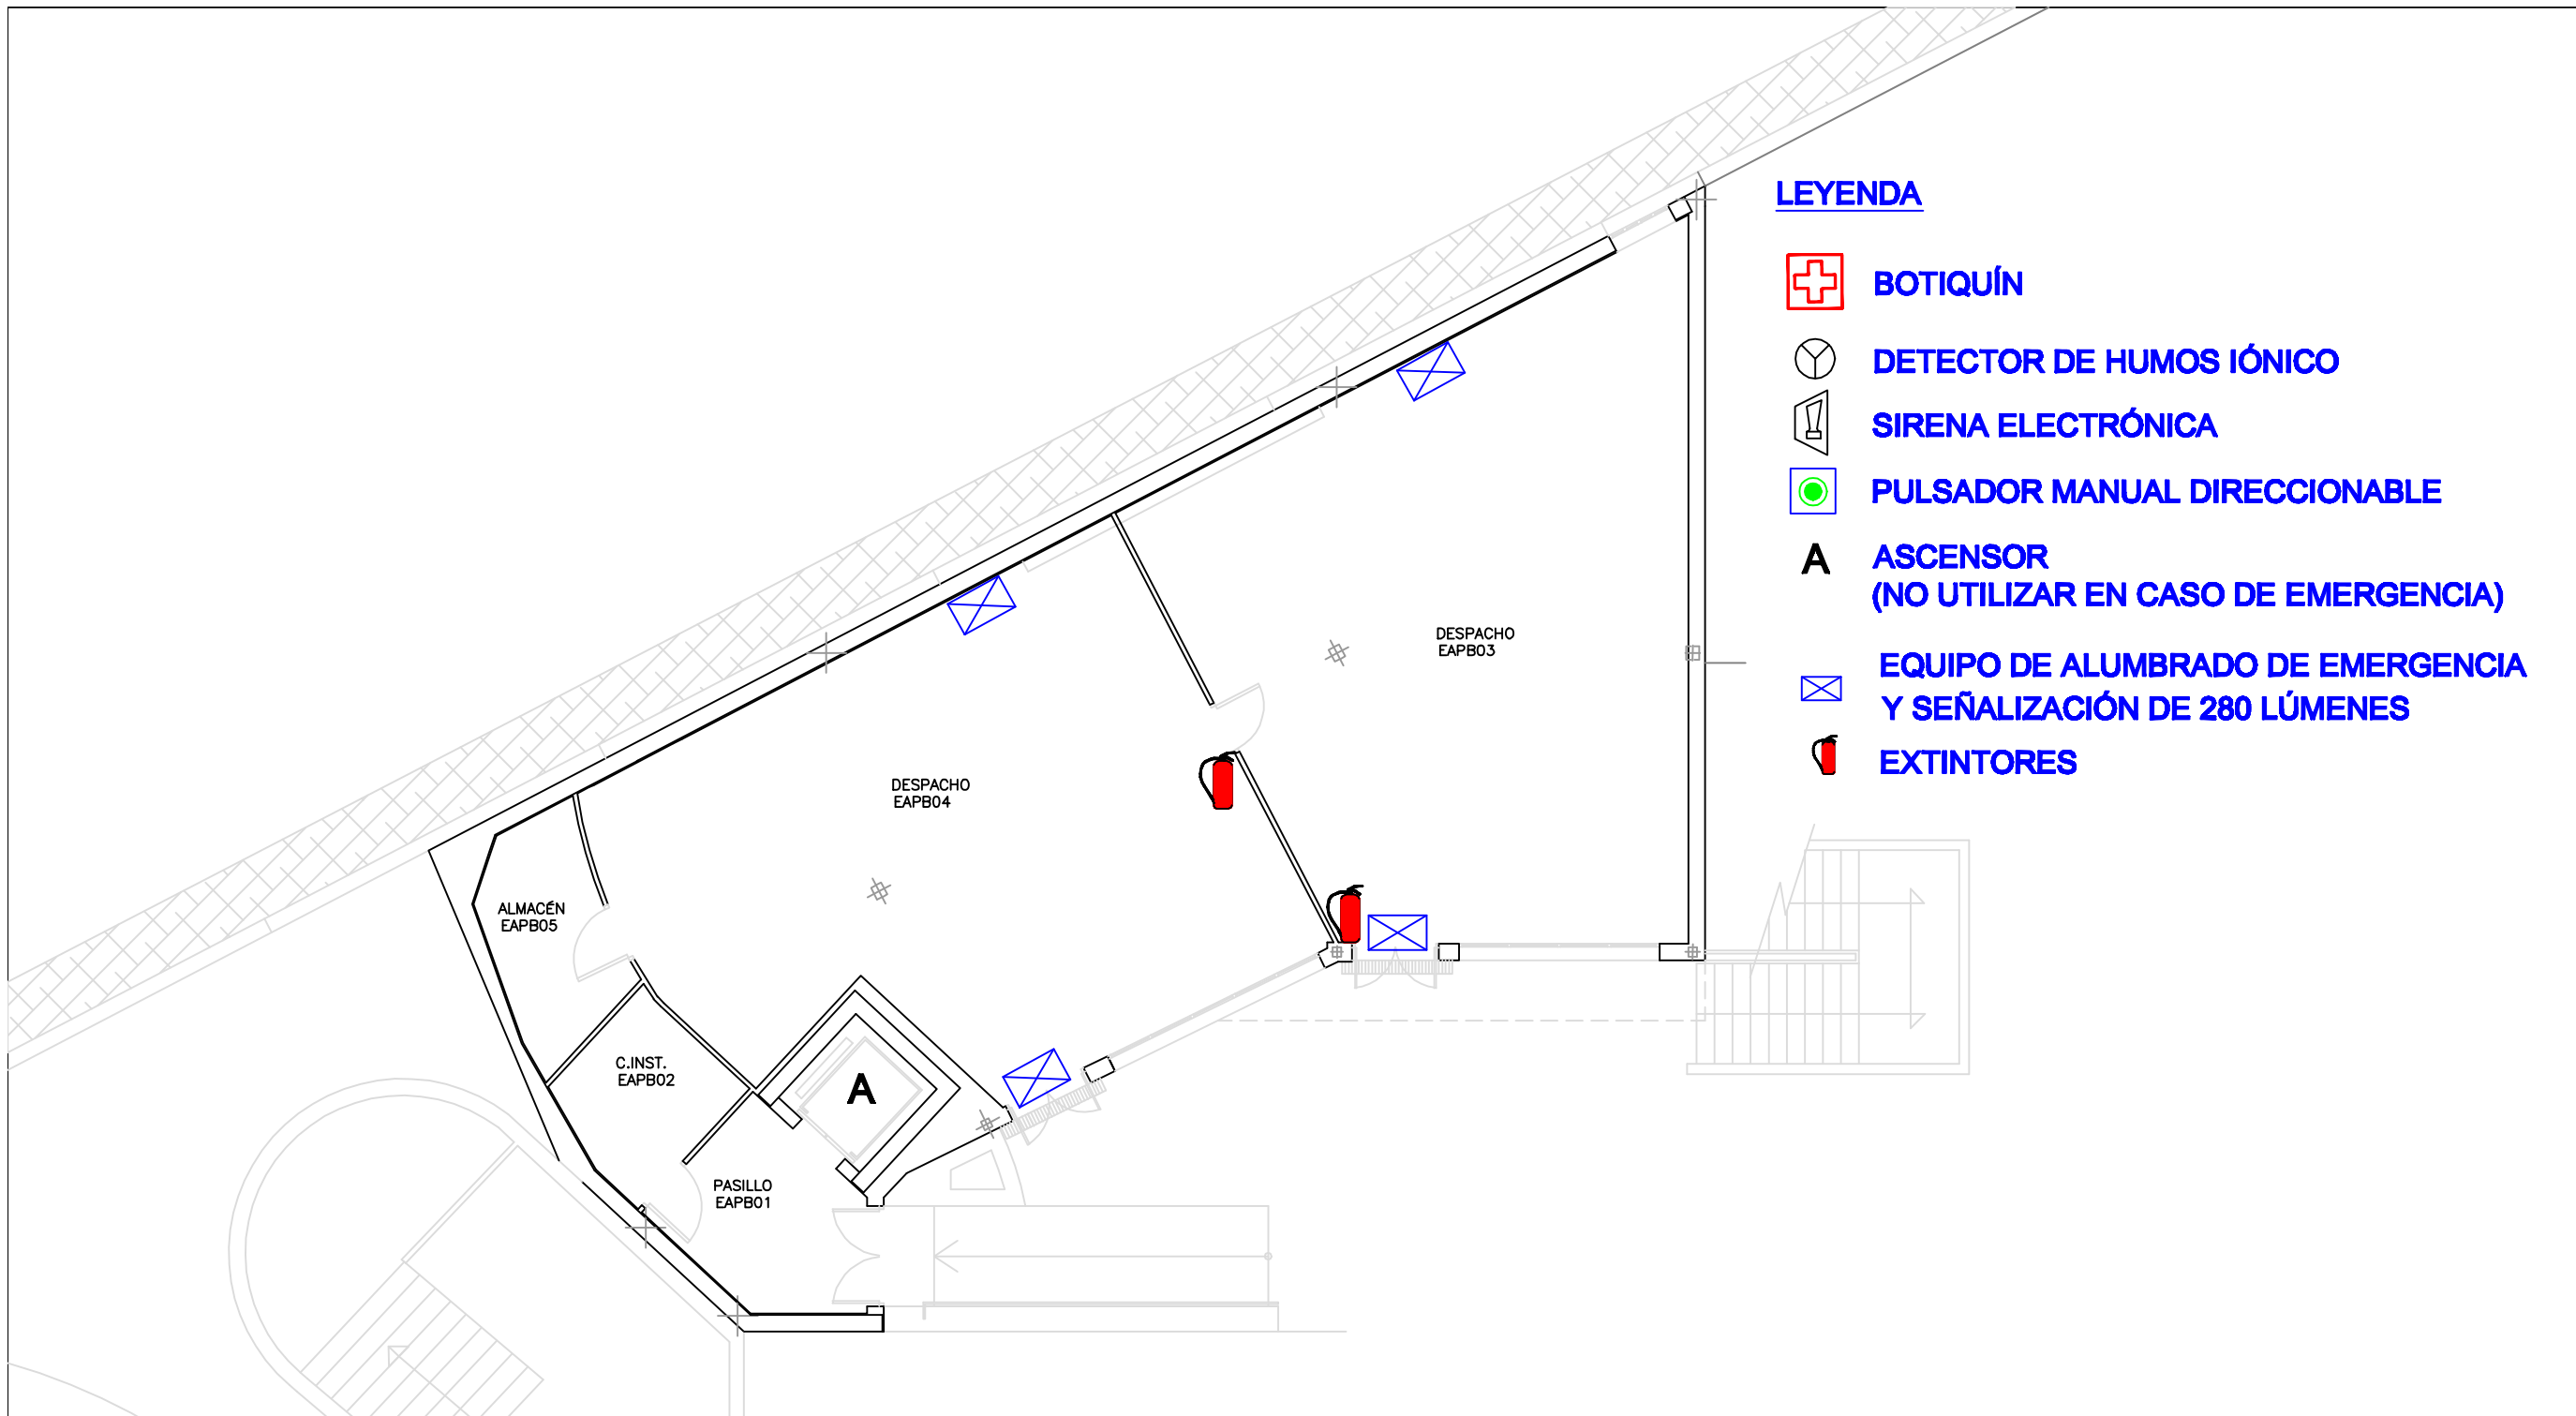 LEYENDA
BOTIQUÍN
DETECTOR DE HUMOS IÓNICO
SIRENA ELECTRÓNICA
PULSADOR MANUAL DIRECCIONABLE
A ASCENSOR
(NO UTILIZAR EN CASO DE EMERGENCIA)
EQUIPO DE ALUMBRADO DE EMERGENCIA
Y SEÑALIZACIÓN DE 280 LÚMENES
EXTINTORES
DESPACHO
EAPB03
DESPACHO
EAPB04
ALMACÉN
EAPB05
C.INST.
EAPB02
A
PASILLO
EAPB01